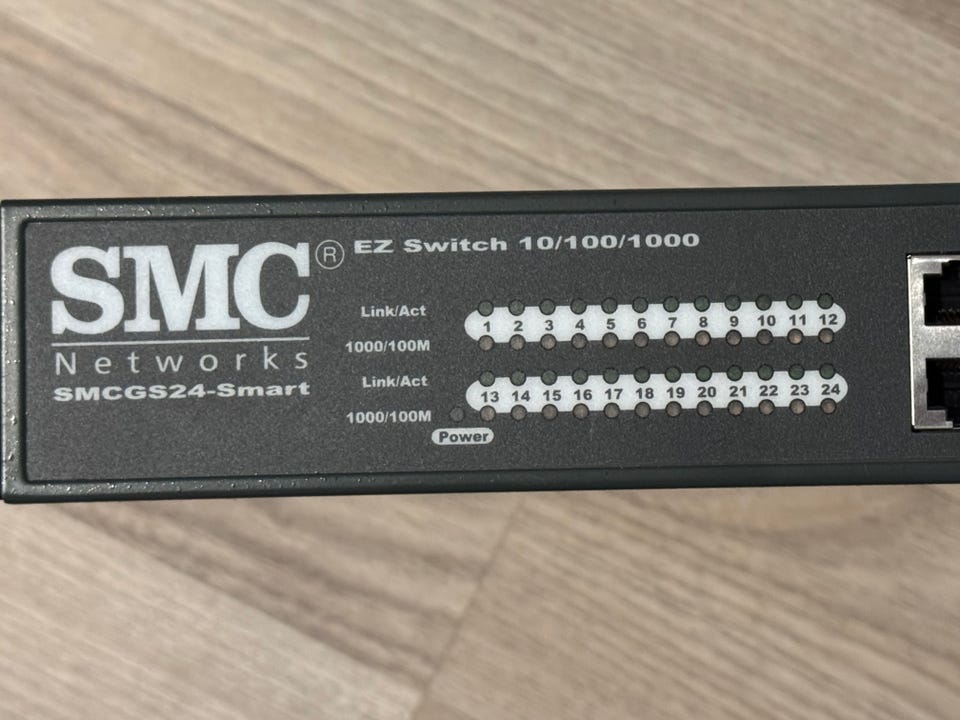 SMC® EZ Switch 10/100/1000
Networks
SMCGS24-Smart
Link/Act
1 2 3 4 5 6 7 8 9 10 11 12
1000/100M
Link/Act
13 14 15 16 17 18 19 20 21 22 23 24
1000/100M
Power